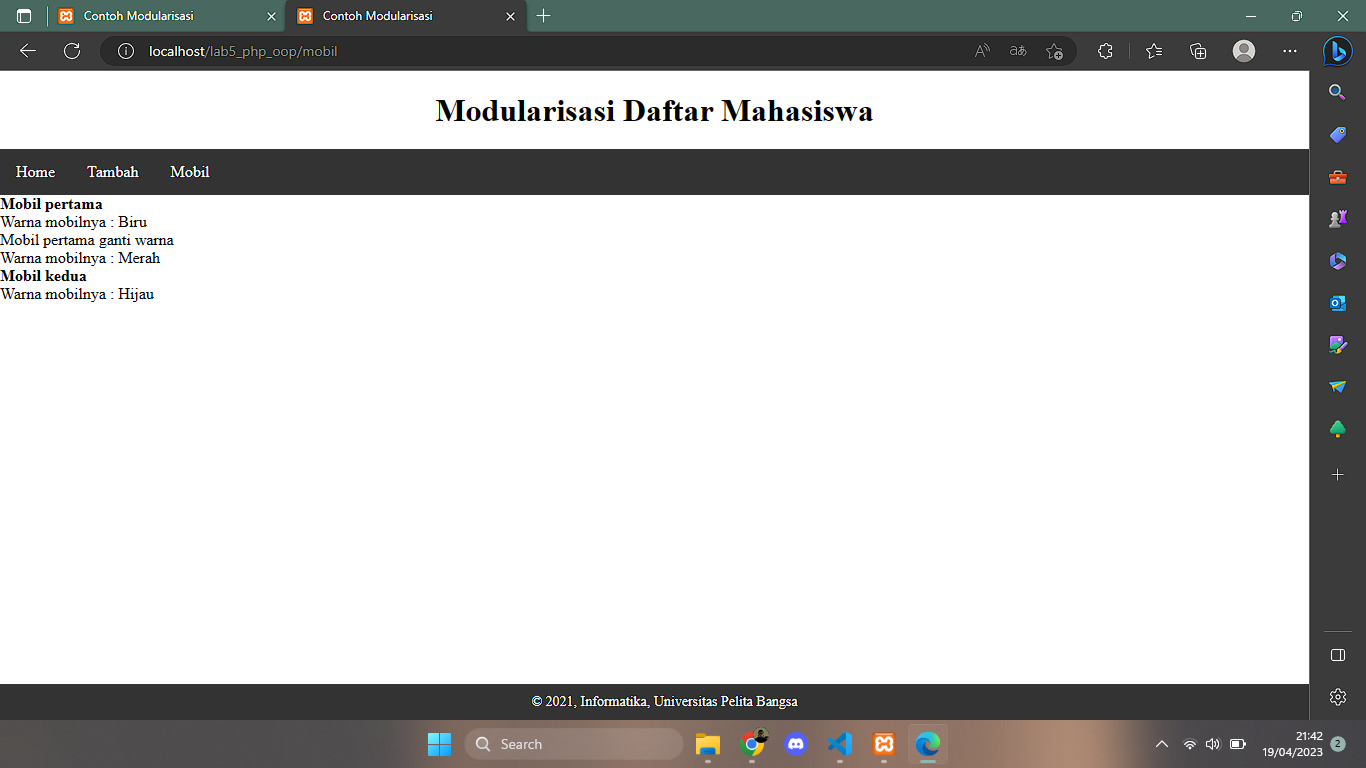 Contoh Modularisasi
Contoh Modularisasi
localhost/lab5_php_oop/mobil
Modularisasi Daftar Mahasiswa
Home Tambah Mobil
Mobil pertama
Warna mobilnya : Biru
Mobil pertama ganti warna
Warna mobilnya : Merah
Mobil kedua
Warna mobilnya : Hijau
© 2021, Informatika, Universitas Pelita Bangsa
Search
21:42
19/04/2023
2